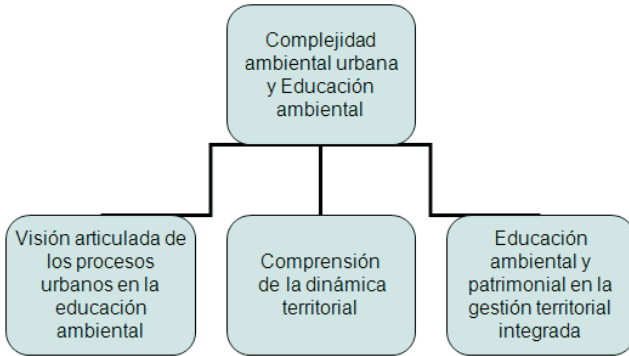 Complejidad
ambiental urbana
y Educación
ambiental
Visión articulada de
los procesos
urbanos en la
educación
ambiental
Comprensión
de la dinámica
territorial
Educación
ambiental y
patrimonial en la
gestión territorial
integrada